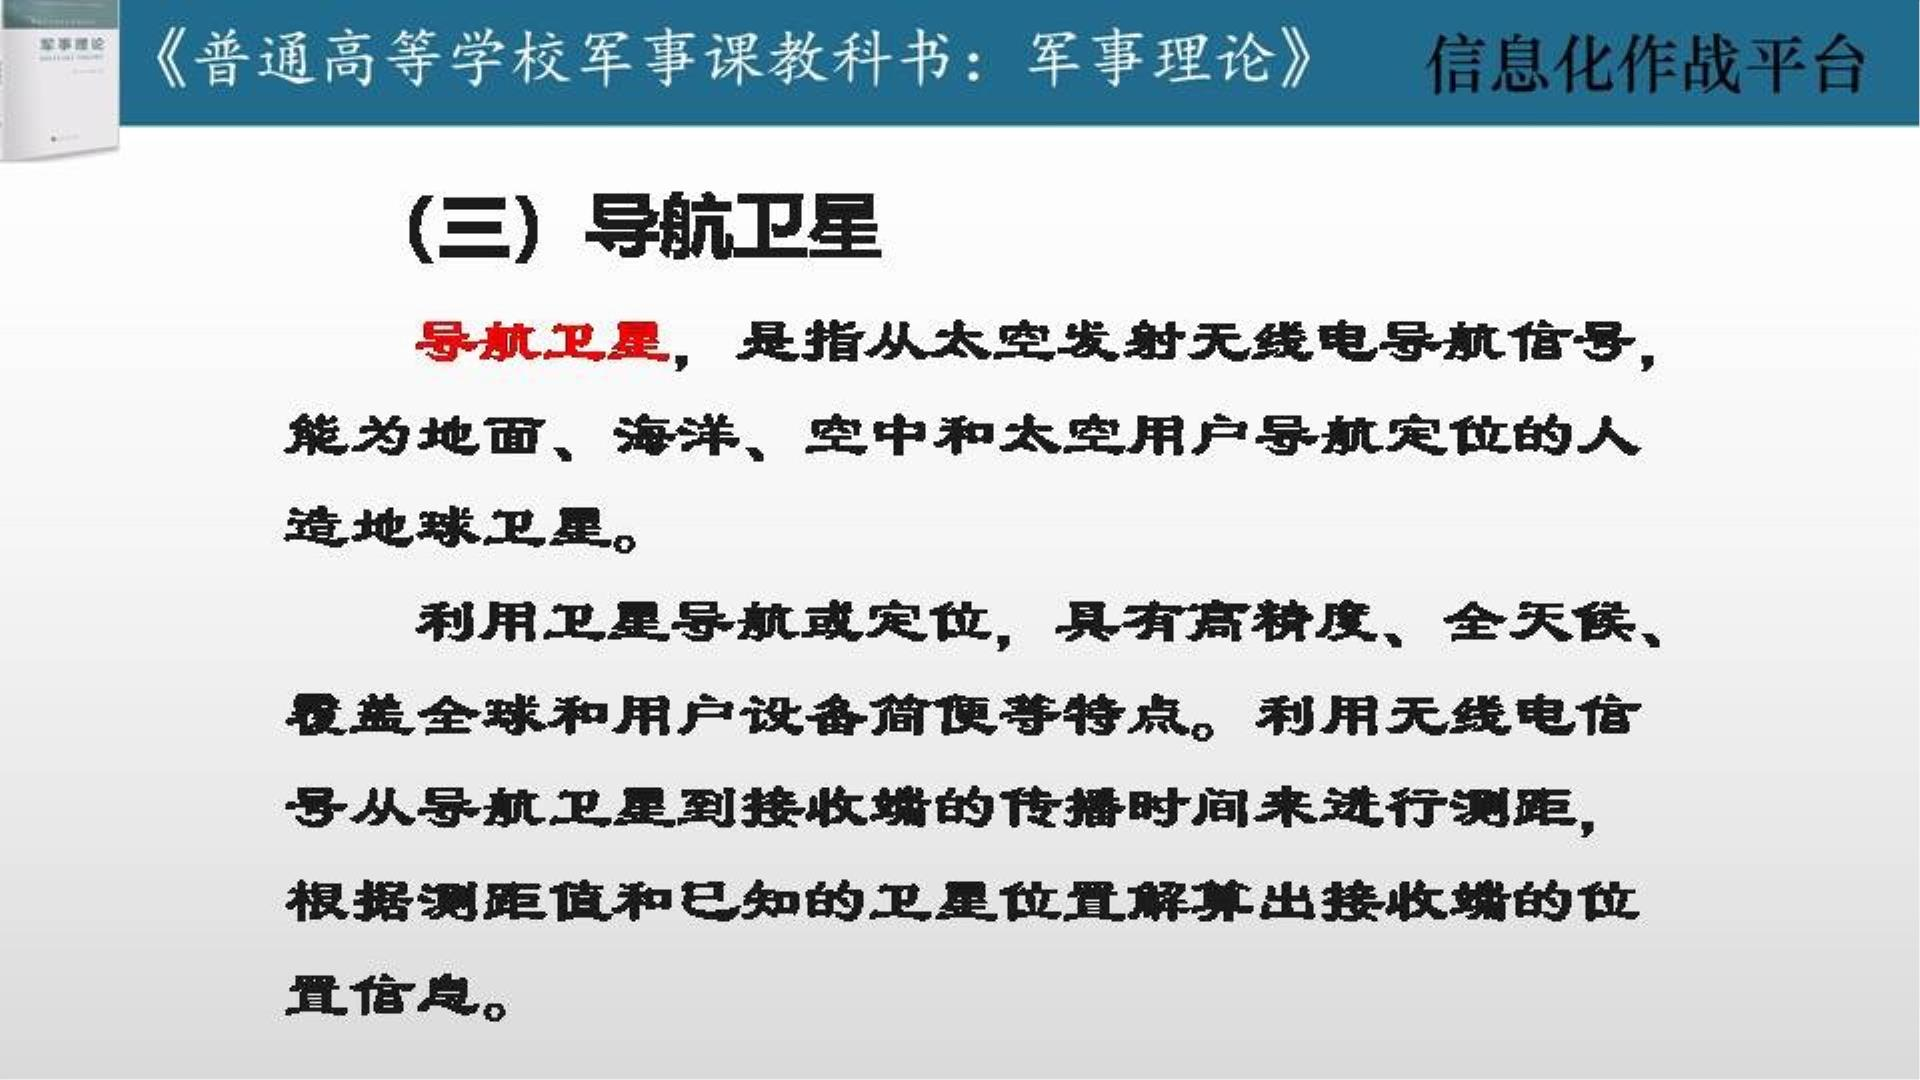 军事理论
《普通高等学校军事课教科书：军事理论》
信息化作战平台
（三）导航卫星
导航卫星，是指从太空发射无线电导航信号，
能为地面、海洋、空中和太空用户导航定位的人
造地球卫星。
利用卫星导航或定位，具有高精度、全天候、
覆盖全球和用户设备简便等特点。利用无线电信
号从导航卫星到接收端的传播时间来进行测距，
根据测距值和已知的卫星位置解算出接收端的位
置信息。